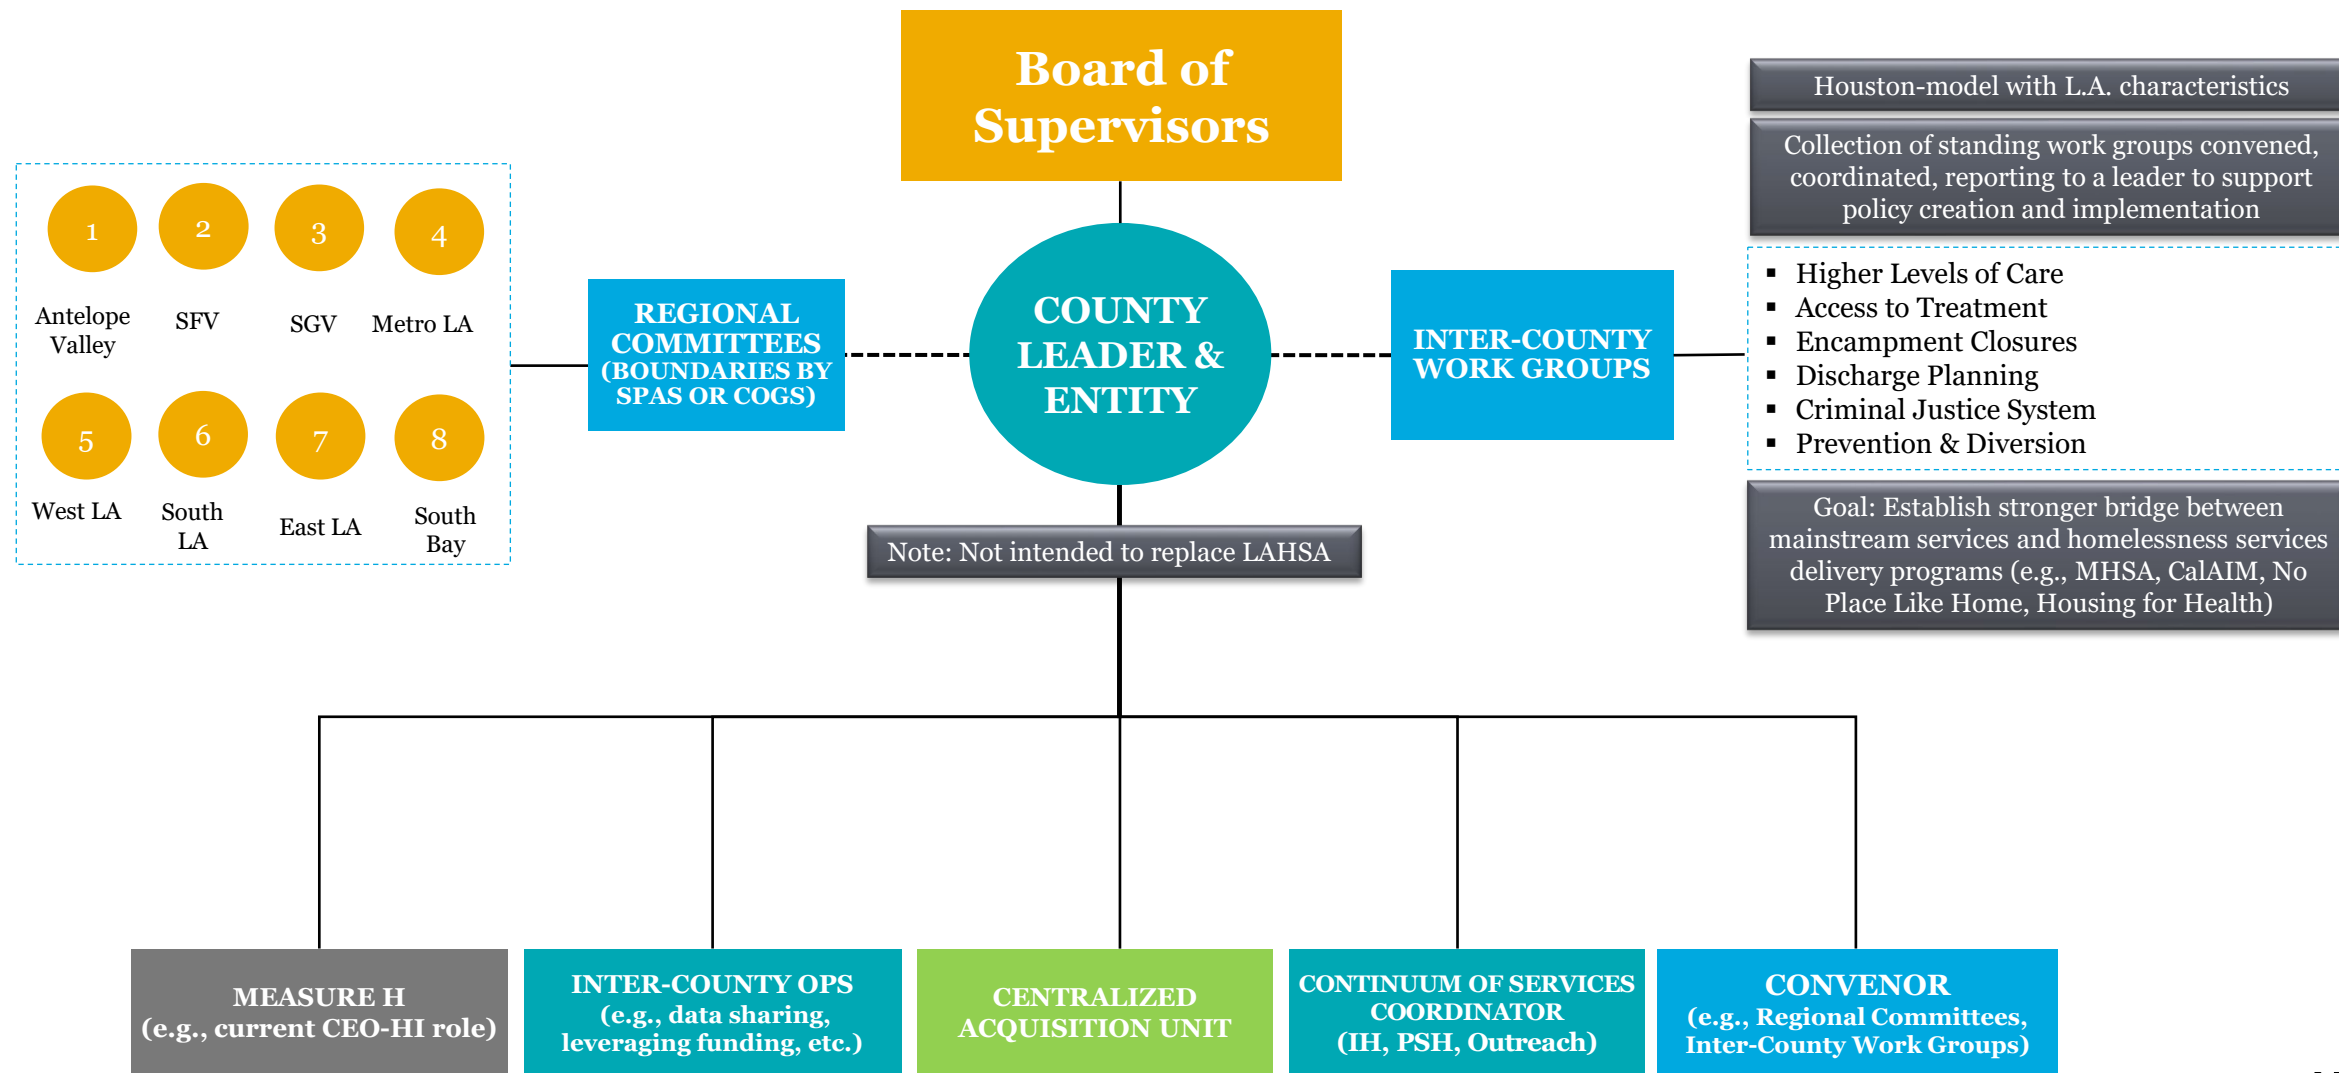 Board of
Supervisors
Houston-model with L.A. characteristics
Collection of standing work groups convened,
coordinated, reporting to a leader to support
policy creation and implementation
1
2
3
4
Antelope
Valley
SFV
SGV
Metro LA
5
6
7
8
West LA
South
LA
East LA
South
Bay
REGIONAL
COMMITTEES
(BOUNDARIES BY
SPAS OR COGS)
COUNTY
LEADER &
ENTITY
INTER-COUNTY
WORK GROUPS
▪ Higher Levels of Care
▪ Access to Treatment
▪ Encampment Closures
▪ Discharge Planning
▪ Criminal Justice System
▪ Prevention & Diversion
Goal: Establish stronger bridge between
mainstream services and homelessness services
delivery programs (e.g., MHSA, CalAIM, No
Place Like Home, Housing for Health)
Note: Not intended to replace LAHSA
MEASURE H
(e.g., current CEO-HI role)
INTER-COUNTY OPS
(e.g., data sharing,
leveraging funding, etc.)
CENTRALIZED
ACQUISITION UNIT
CONTINUUM OF SERVICES
COORDINATOR
(IH, PSH, Outreach)
CONVENOR
(e.g., Regional Committees,
Inter-County Work Groups)